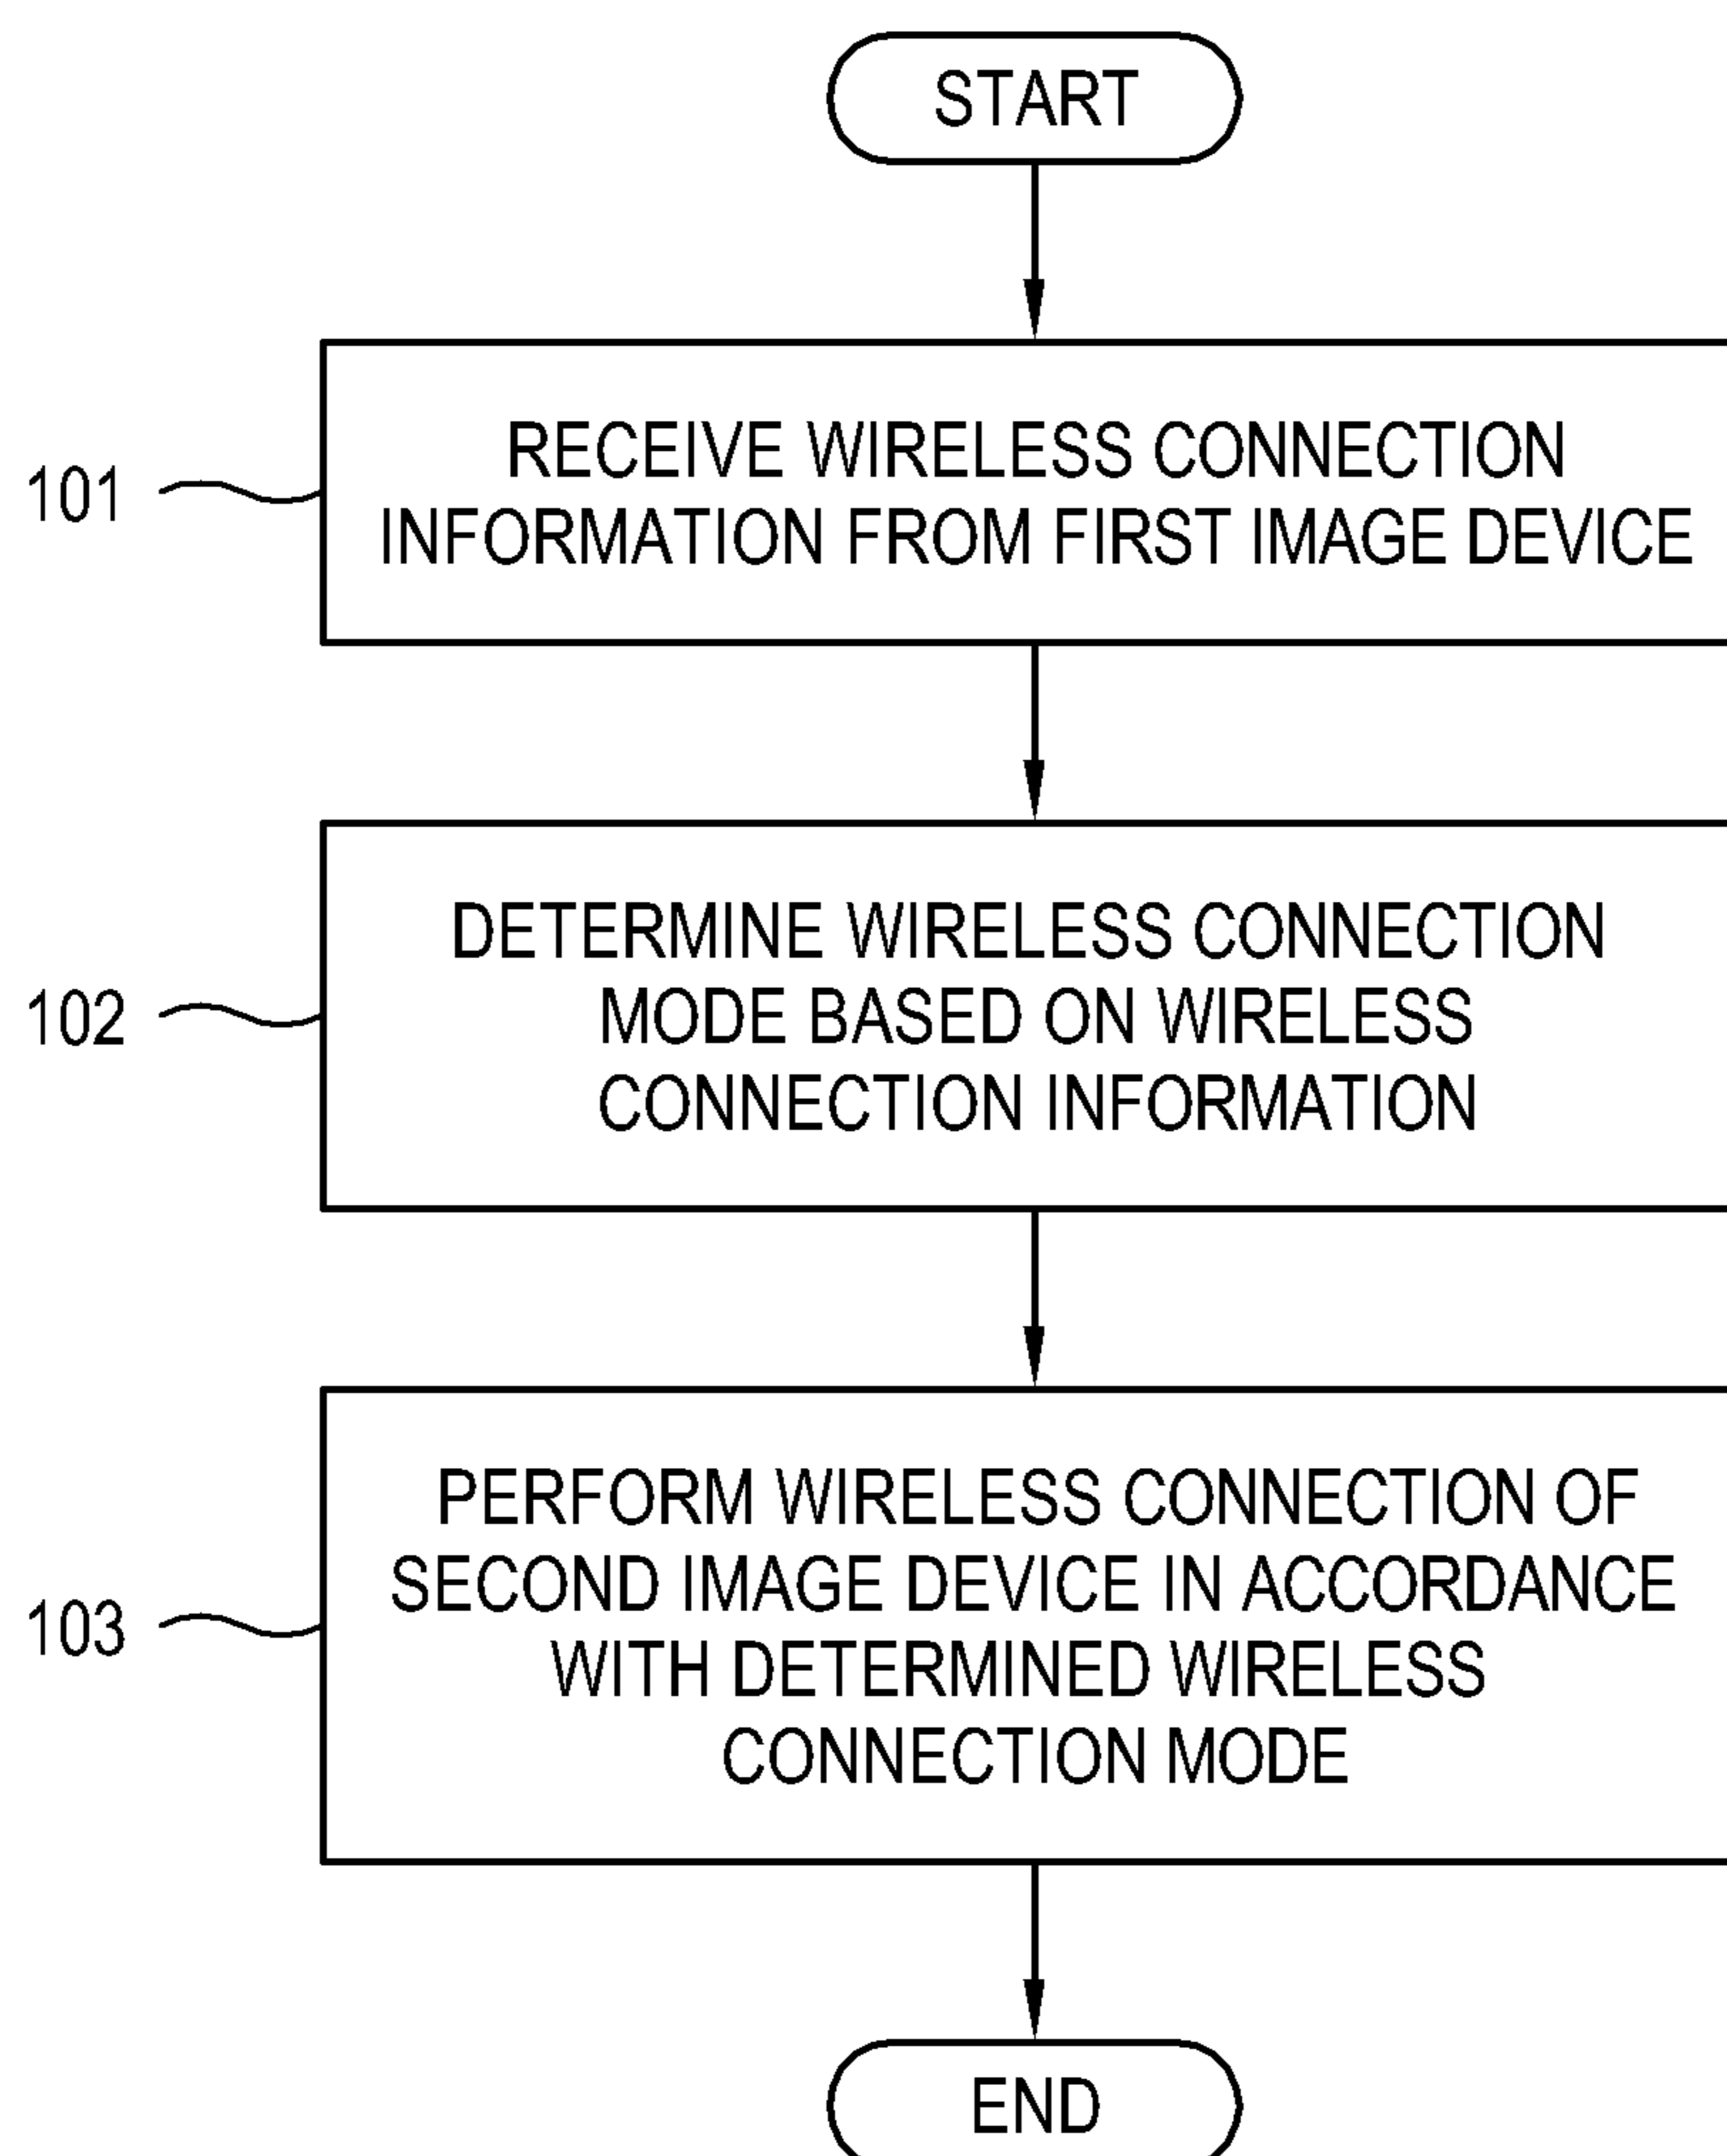 START
RECEIVE WIRELESS CONNECTION
INFORMATION FROM FIRST IMAGE DEVICE
101
DETERMINE WIRELESS CONNECTION
MODE BASED ON WIRELESS
CONNECTION INFORMATION
102
PERFORM WIRELESS CONNECTION OF
SECOND IMAGE DEVICE IN ACCORDANCE
WITH DETERMINED WIRELESS
CONNECTION MODE
103
END